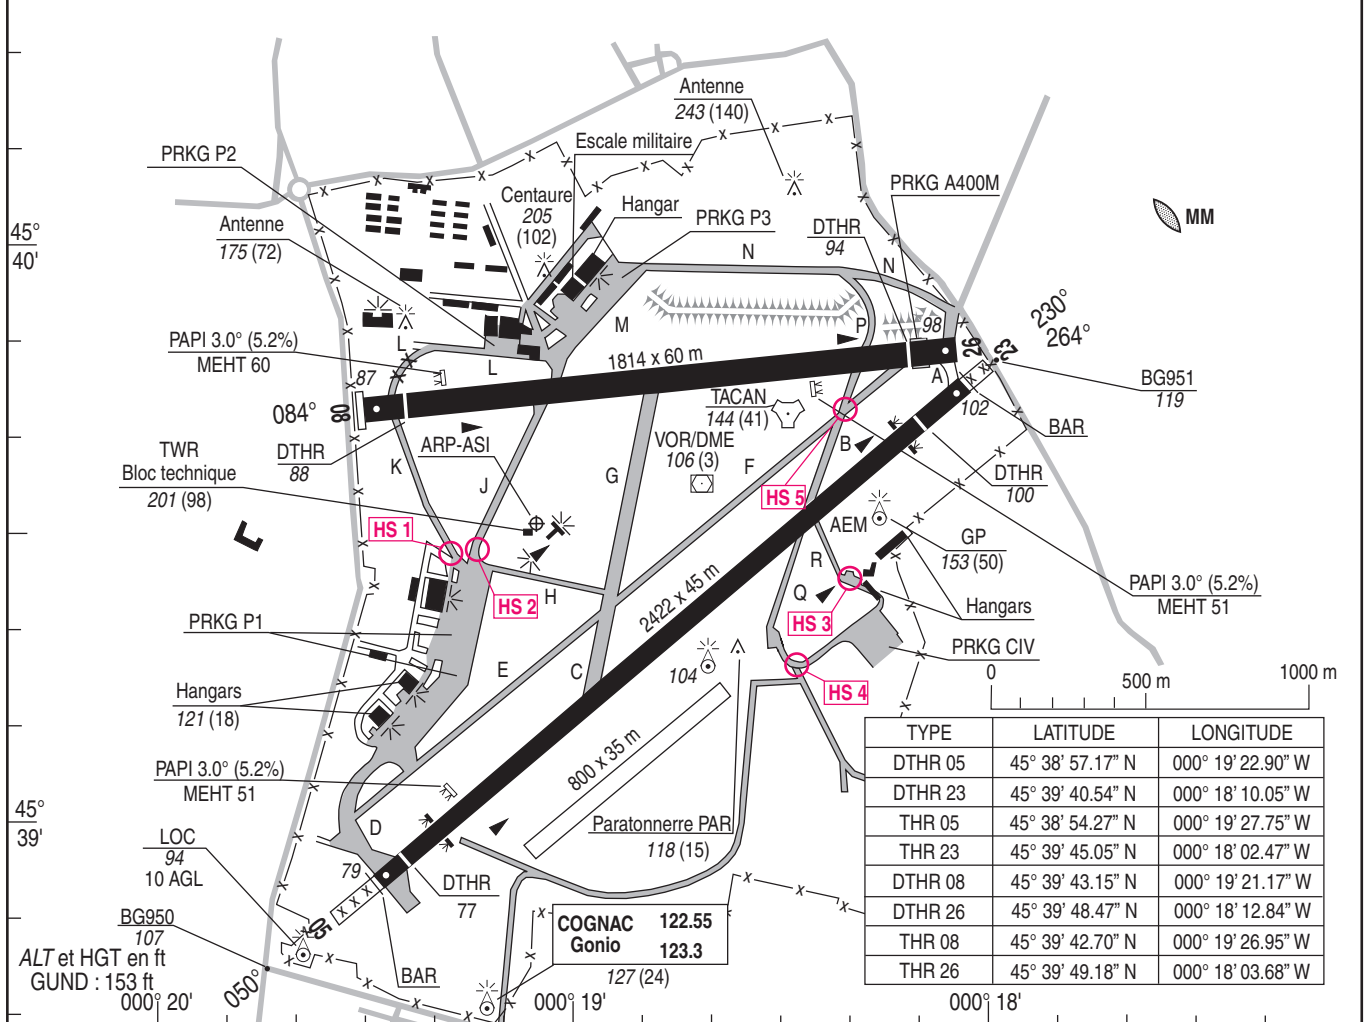 Antenne
243 (140)
Escale militaire
PRKG P2
PRKG A400M
Centaure
205
(102)
Hangar
PRKG P3
DTHR
94
MM
Antenne
175 (72)
45°
40'
N
N
230°
264°
M
P
98
PAPI 3.0° (5.2%)
MEHT 60
L
L
1814 x 60 m
26
23
87
A
BG951
119
084°
08
TACAN
144 (41)
102
BAR
DTHR
88
ARP-ASI
VOR/DME
106 (3)
B
TWR
Bloc technique
201 (98)
K
J
G
F
DTHR
100
HS 5
HS 1
AEM
GP
153 (50)
R
PAPI 3.0° (5.2%)
MEHT 51
H
HS 2
2422 x 45 m
Q
HS 3
Hangars
PRKG P1
PRKG CIV
E
C
104
HS 4
0
500 m
1000 m
Hangars
121 (18)
PAPI 3.0° (5.2%)
MEHT 51
800 x 35 m
45°
39'
D
Paratonnerre PAR
118 (15)
LOC
94
10 AGL
79
DTHR
77
BG950
107
05
COGNAC 122.55
Gonio 123.3
127 (24)
BAR
ALT et HGT en ft
GUND : 153 ft
050°
000° 20'
000° 19'
000° 18'
TYPE LATITUDE LONGITUDE
DTHR 05 45° 38' 57.17" N 000° 19' 22.90" W
DTHR 23 45° 39' 40.54" N 000° 18' 10.05" W
THR 05 45° 38' 54.27" N 000° 19' 27.75" W
THR 23 45° 39' 45.05" N 000° 18' 02.47" W
DTHR 08 45° 39' 43.15" N 000° 19' 21.17" W
DTHR 26 45° 39' 48.47" N 000° 18' 12.84" W
THR 08 45° 39' 42.70" N 000° 19' 26.95" W
THR 26 45° 39' 49.18" N 000° 18' 03.68" W